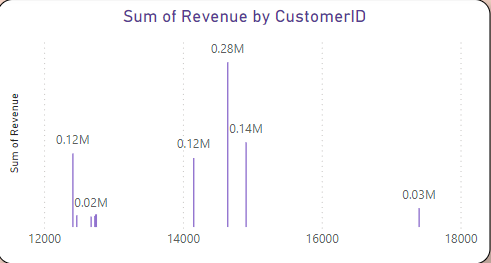 Sum of Revenue by CustomerID
0.28M
0.12M
0.12M
0.14M
0.02M
0.03M
Sum of Revenue
12000
14000
16000
18000